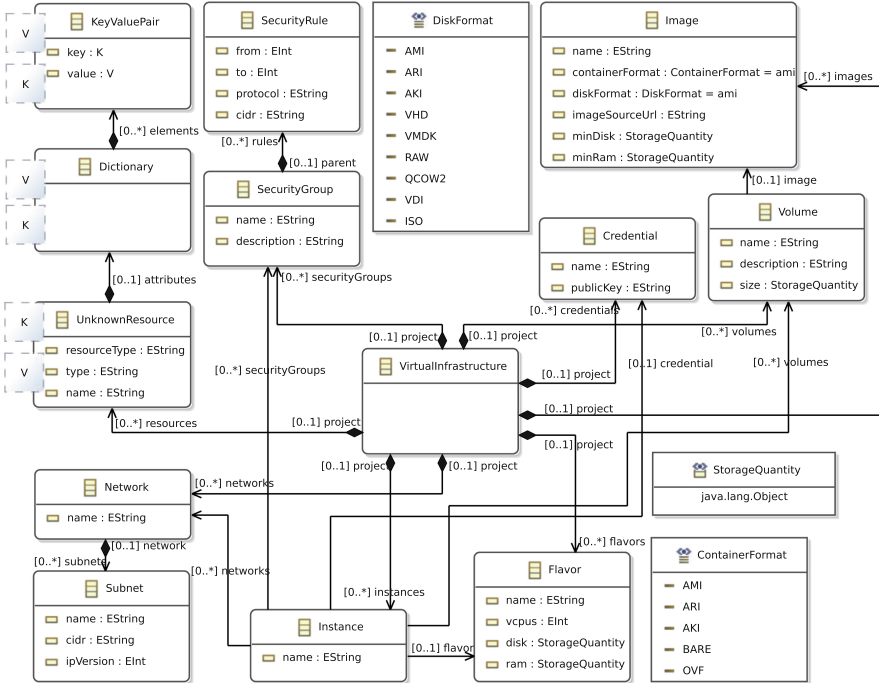 V
K
KeyValuePair
key : K
value : V
[0..*] elements
V
K
Dictionary
[0..1] attributes
K
V
UnknownResource
resourceType : EString
type : EString
name : EString
[0..*] resources
SecurityRule
from : EInt
to : EInt
protocol : EString
cidr : EString
[0..*] rules
[0..1] parent
SecurityGroup
name : EString
description : EString
[0..*] securityGroups
[0..*] securityGroups
DiskFormat
AMI
ARI
AKI
VHD
VMDK
RAW
QCOW2
VDI
ISO
Image
name : EString
containerFormat : ContainerFormat = ami
diskFormat : DiskFormat = ami
imageSourceUrl : EString
minDisk : StorageQuantity
minRam : StorageQuantity
[0..*] images
[0..1] image
Credential
name : EString
publicKey : EString
[0..*] credentials
Volume
name : EString
description : EString
size : StorageQuantity
[0..*] volumes
[0..*] volumes
[0..1] credential
[0..1] project
[0..1] project
VirtualInfrastructure
[0..1] project
[0..1] project
[0..1] project
[0..1] project
[0..1] project
[0..1] project
Network
name : EString
[0..*] networks
[0..1] network
[0..*] subnets
[0..*] networks
Subnet
name : EString
cidr : EString
ipVersion : EInt
[0..*] instances
Instance
name : EString
[0..1] flavor
[0..*] flavors
Flavor
name : EString
vcpus : EInt
disk : StorageQuantity
ram : StorageQuantity
StorageQuantity
java.lang.Object
ContainerFormat
AMI
ARI
AKI
BARE
OVF